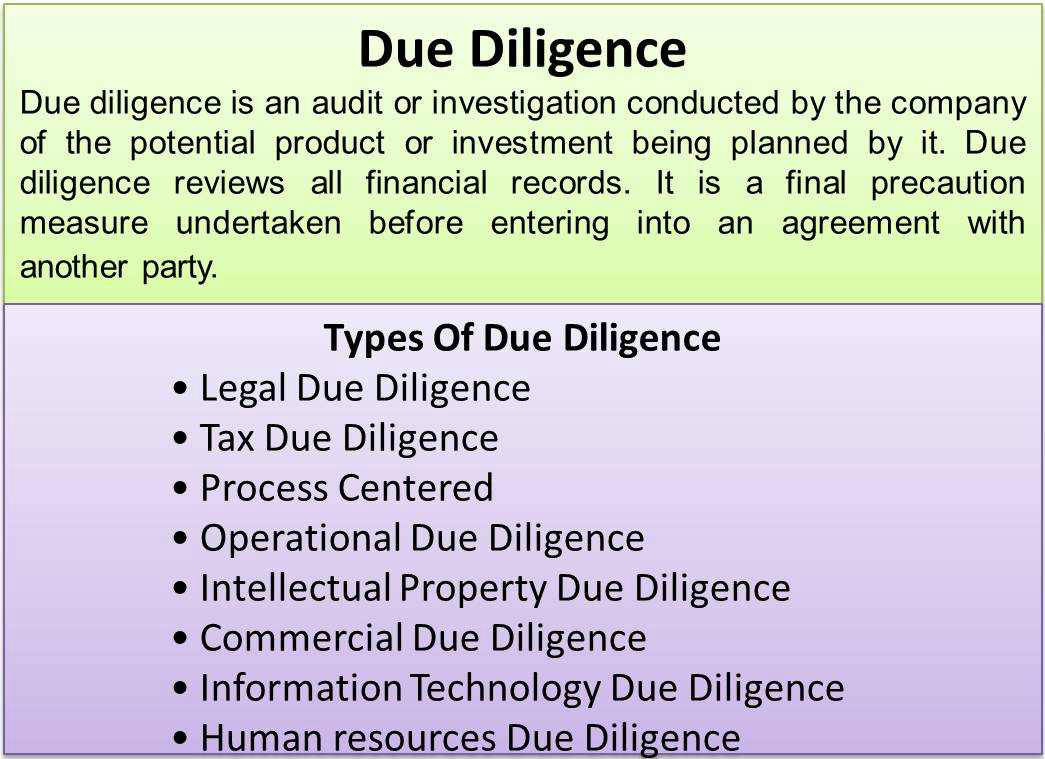 Due Diligence
Due diligence is an audit or investigation conducted by the company
of the potential product or investment being planned by it. Due
diligence reviews all financial records. It is a final precaution
measure undertaken before entering into an agreement with
another party.
Types Of Due Diligence
• Legal Due Diligence
• Tax Due Diligence
• Process Centered
• Operational Due Diligence
• Intellectual Property Due Diligence
• Commercial Due Diligence
• Information Technology Due Diligence
• Human resources Due Diligence